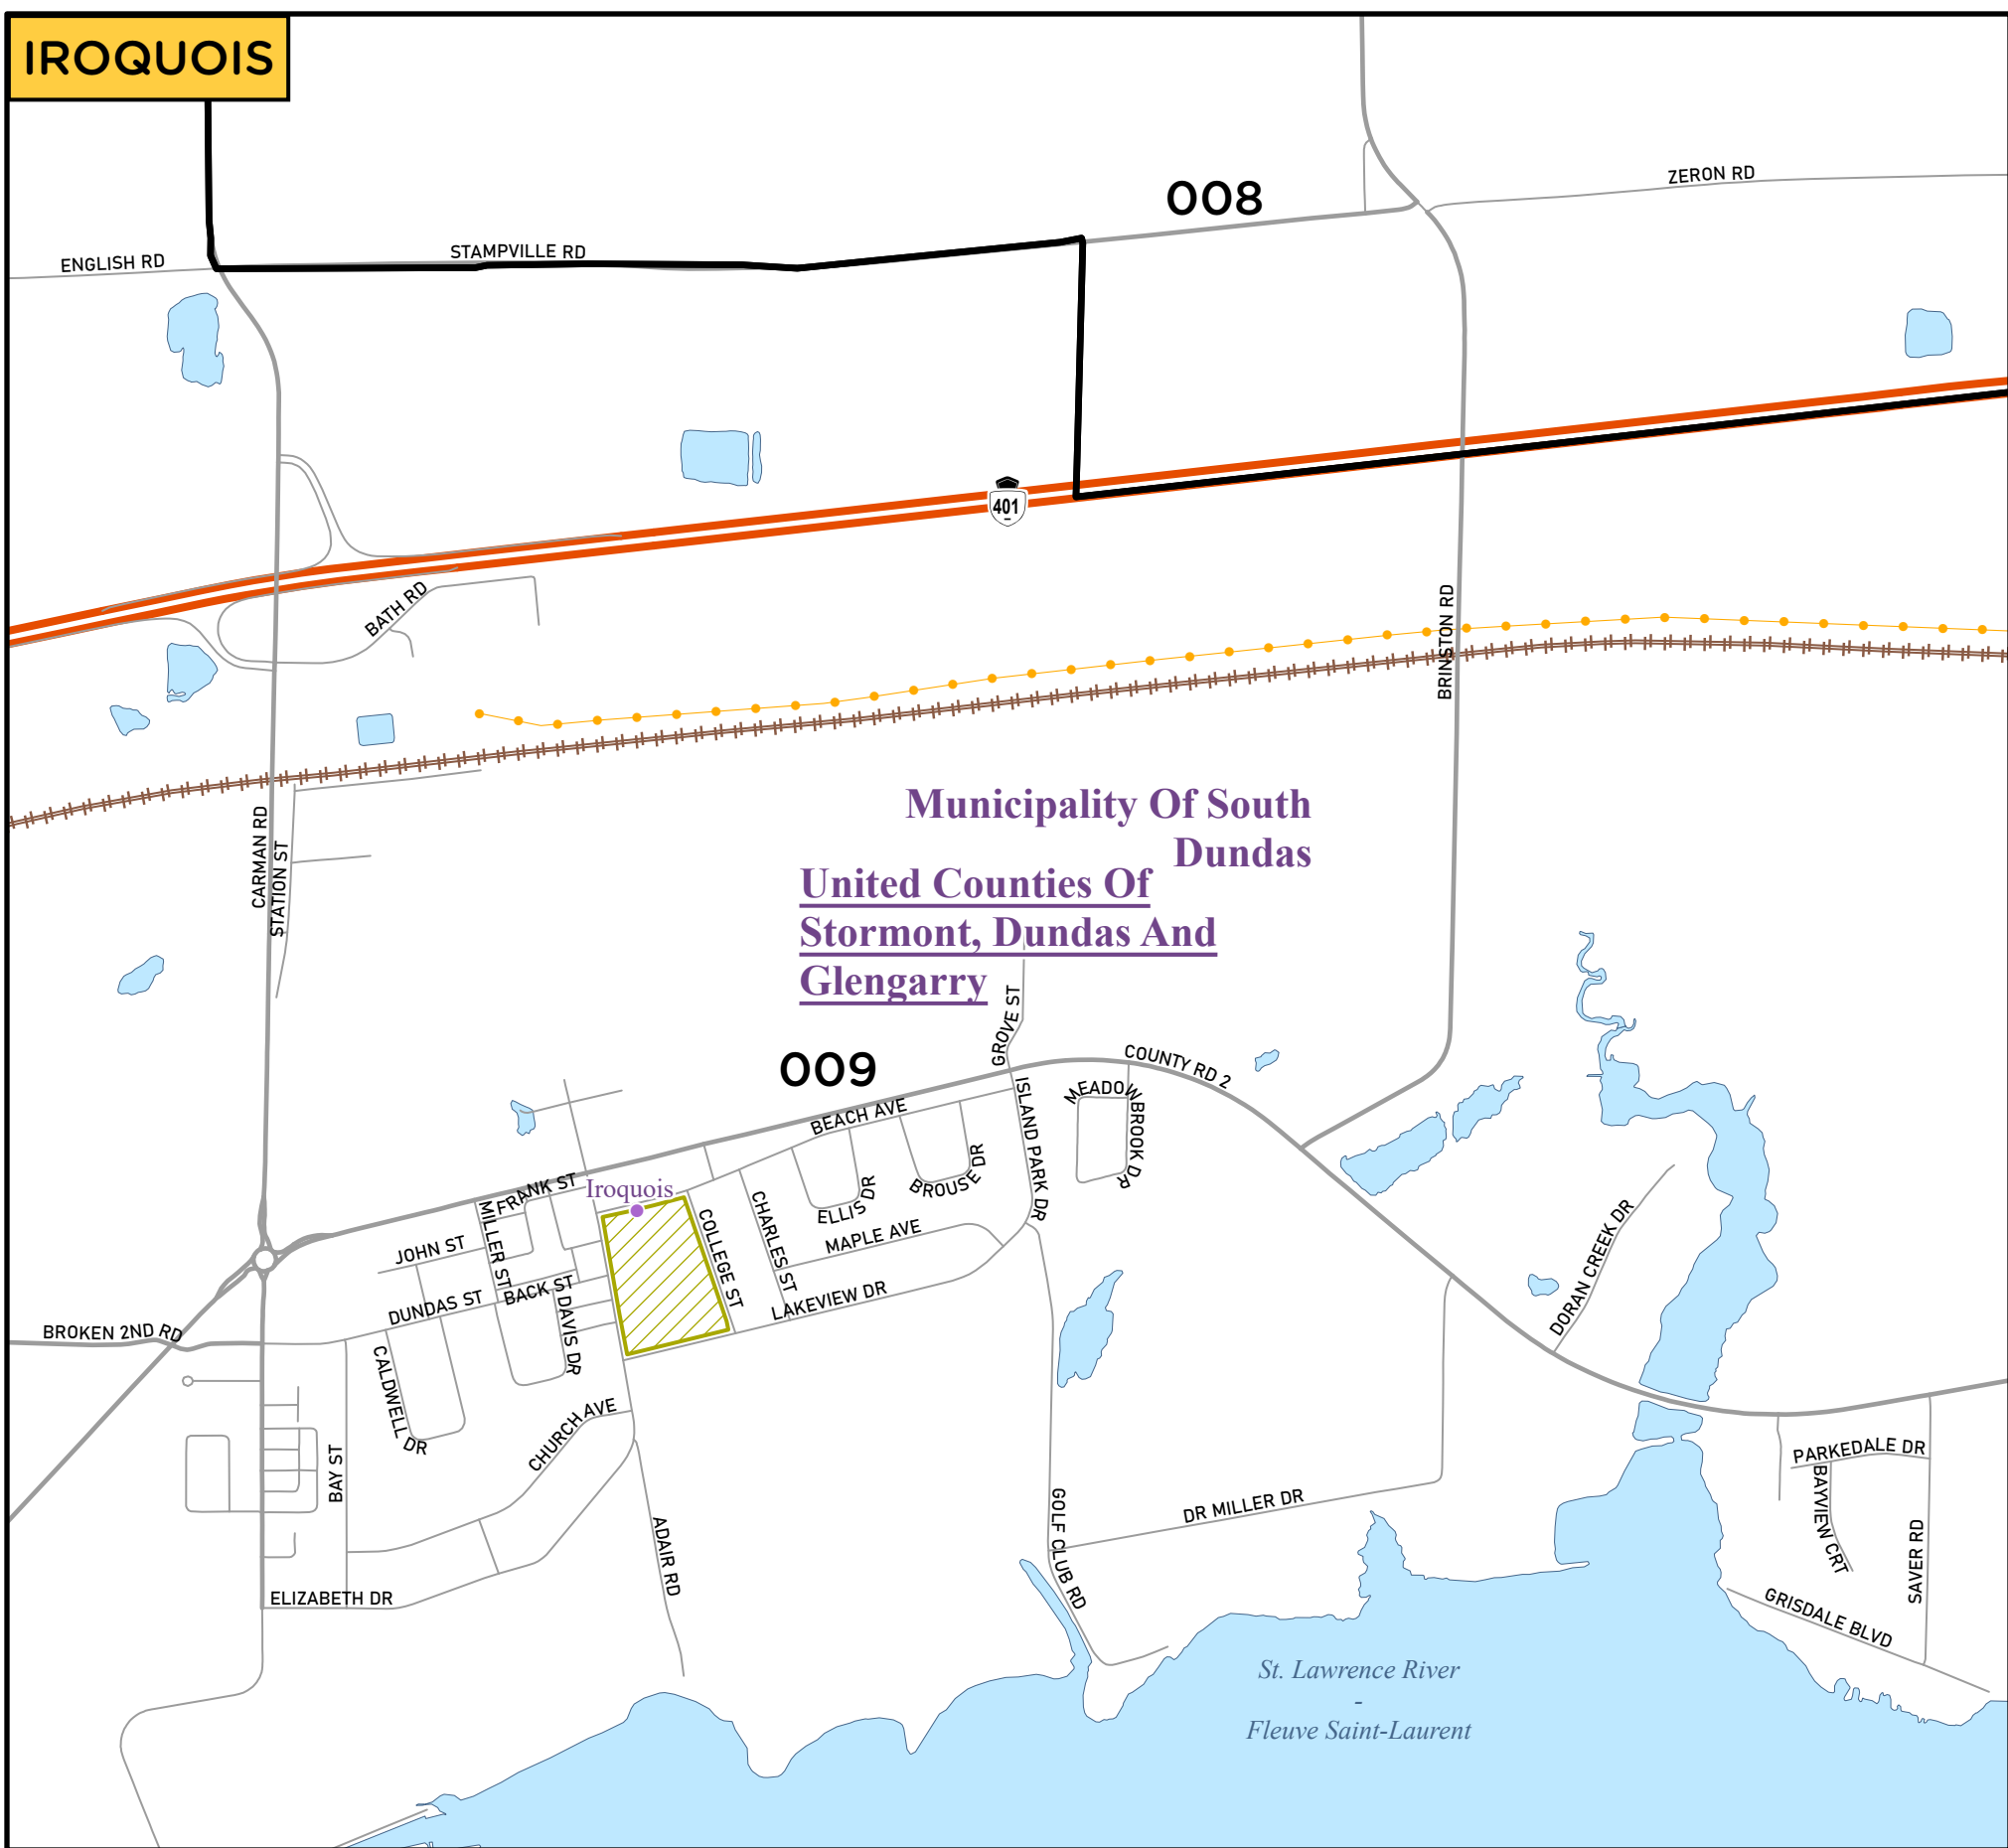 IROQUOIS
008
ZERON RD
ENGLISH RD
STAMPVILLE RD
401
BATH RD
BRINSTON RD
Municipality Of South
Dundas
United Counties Of
Stormont, Dundas And
Glengarry
CARMAN RD
STATION ST
GROVE ST
009
COUNTY RD 2
BEACH AVE
ISLAND PARK DR
MEADOWBROOK DR
FRANK ST
Iroquois
MILLER ST
JOHN ST
COLLEGE ST
CHARLES ST
ELLIS DR
BROUSE DR
MAPLE AVE
LAKEVIEW DR
DUNDAS ST
BACK ST
DAVIS DR
BROKEN 2ND RD
CALDWELL DR
CHURCH AVE
BAY ST
DORAN CREEK DR
PARKEDALE DR
BAYVIEW CRT
SAVER RD
GRISDALE BLVD
DR MILLER DR
GOLF CLUB RD
ADAIR RD
ELIZABETH DR
St. Lawrence River
-
Fleuve Saint-Laurent